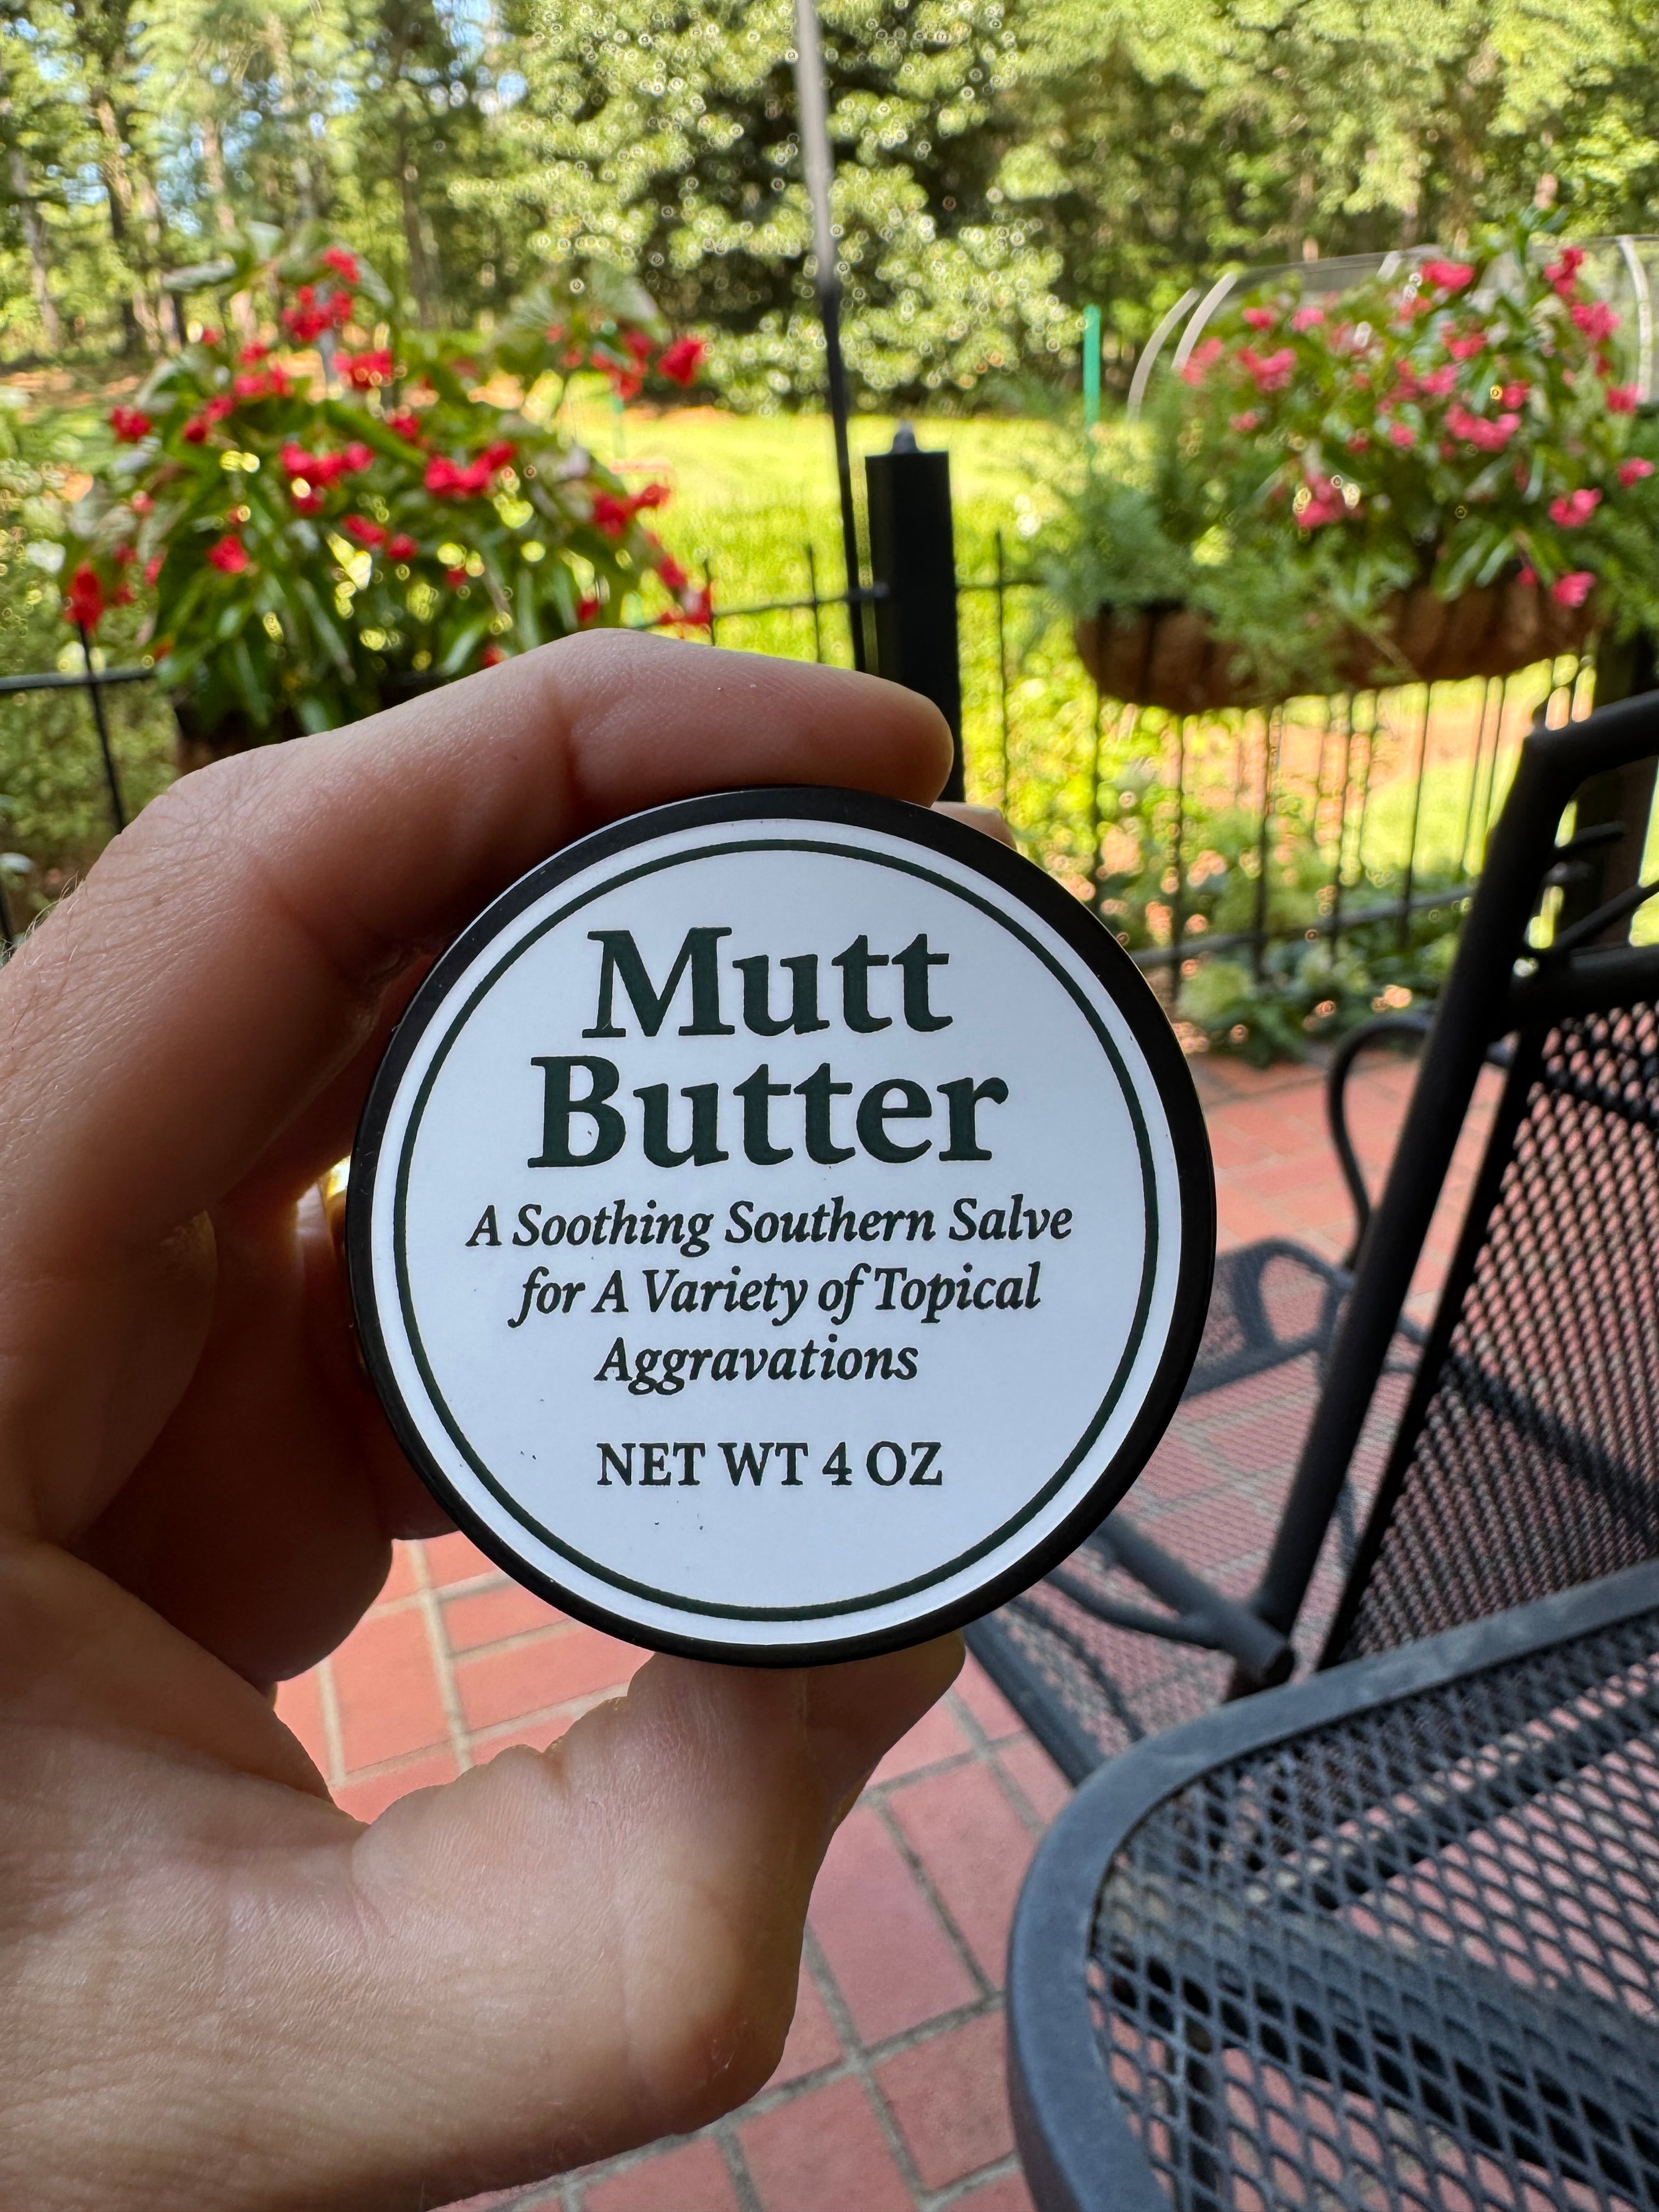 Mutt
Butter
A Soothing Southern Salve
for A Variety of Topical
Aggravations
NET WT 4 OZ